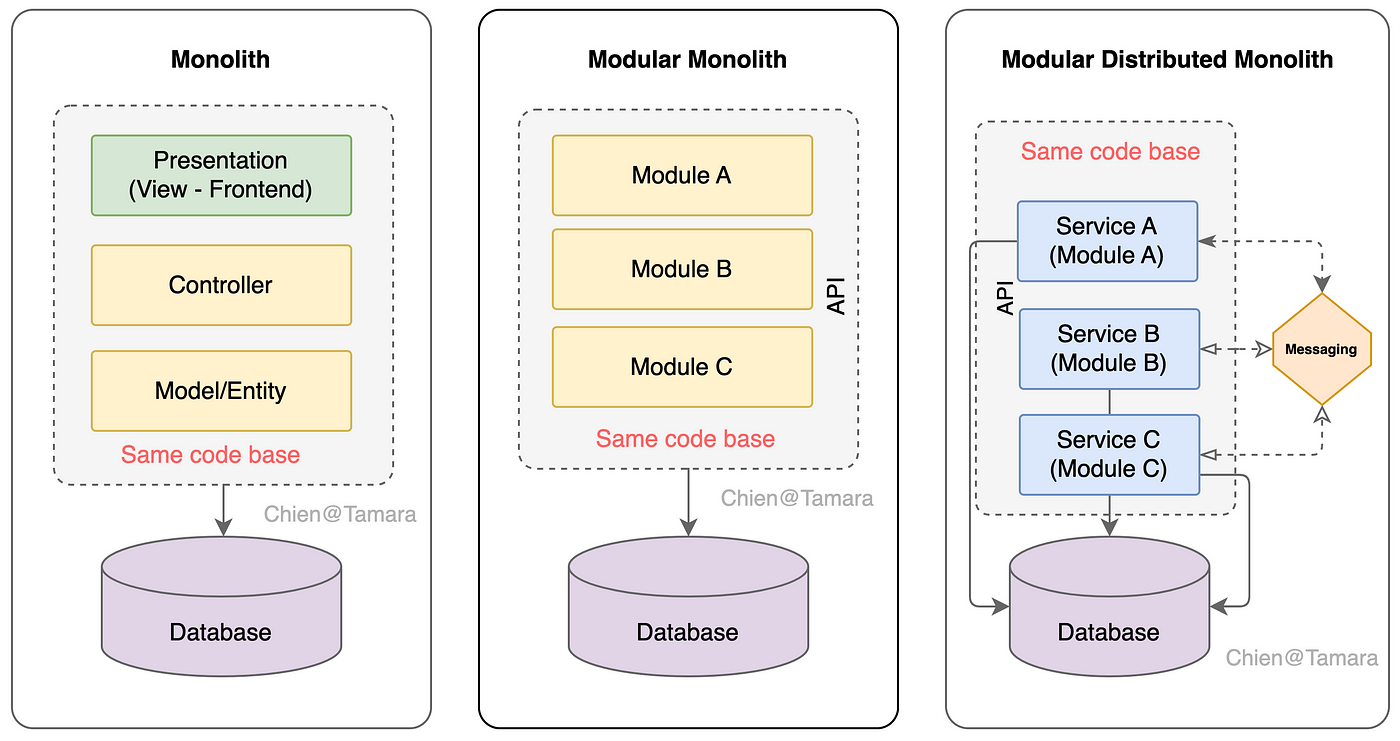 Monolith
Presentation
(View - Frontend)
Controller
Model/Entity
Same code base
Chien@Tamara
Database
Modular Monolith
Module A
Module B
Module C
API
Same code base
Chien@Tamara
Database
Modular Distributed Monolith
Same code base
Service A
(Module A)
API
Service B
(Module B)
Messaging
Service C
(Module C)
Database
Chien@Tamara